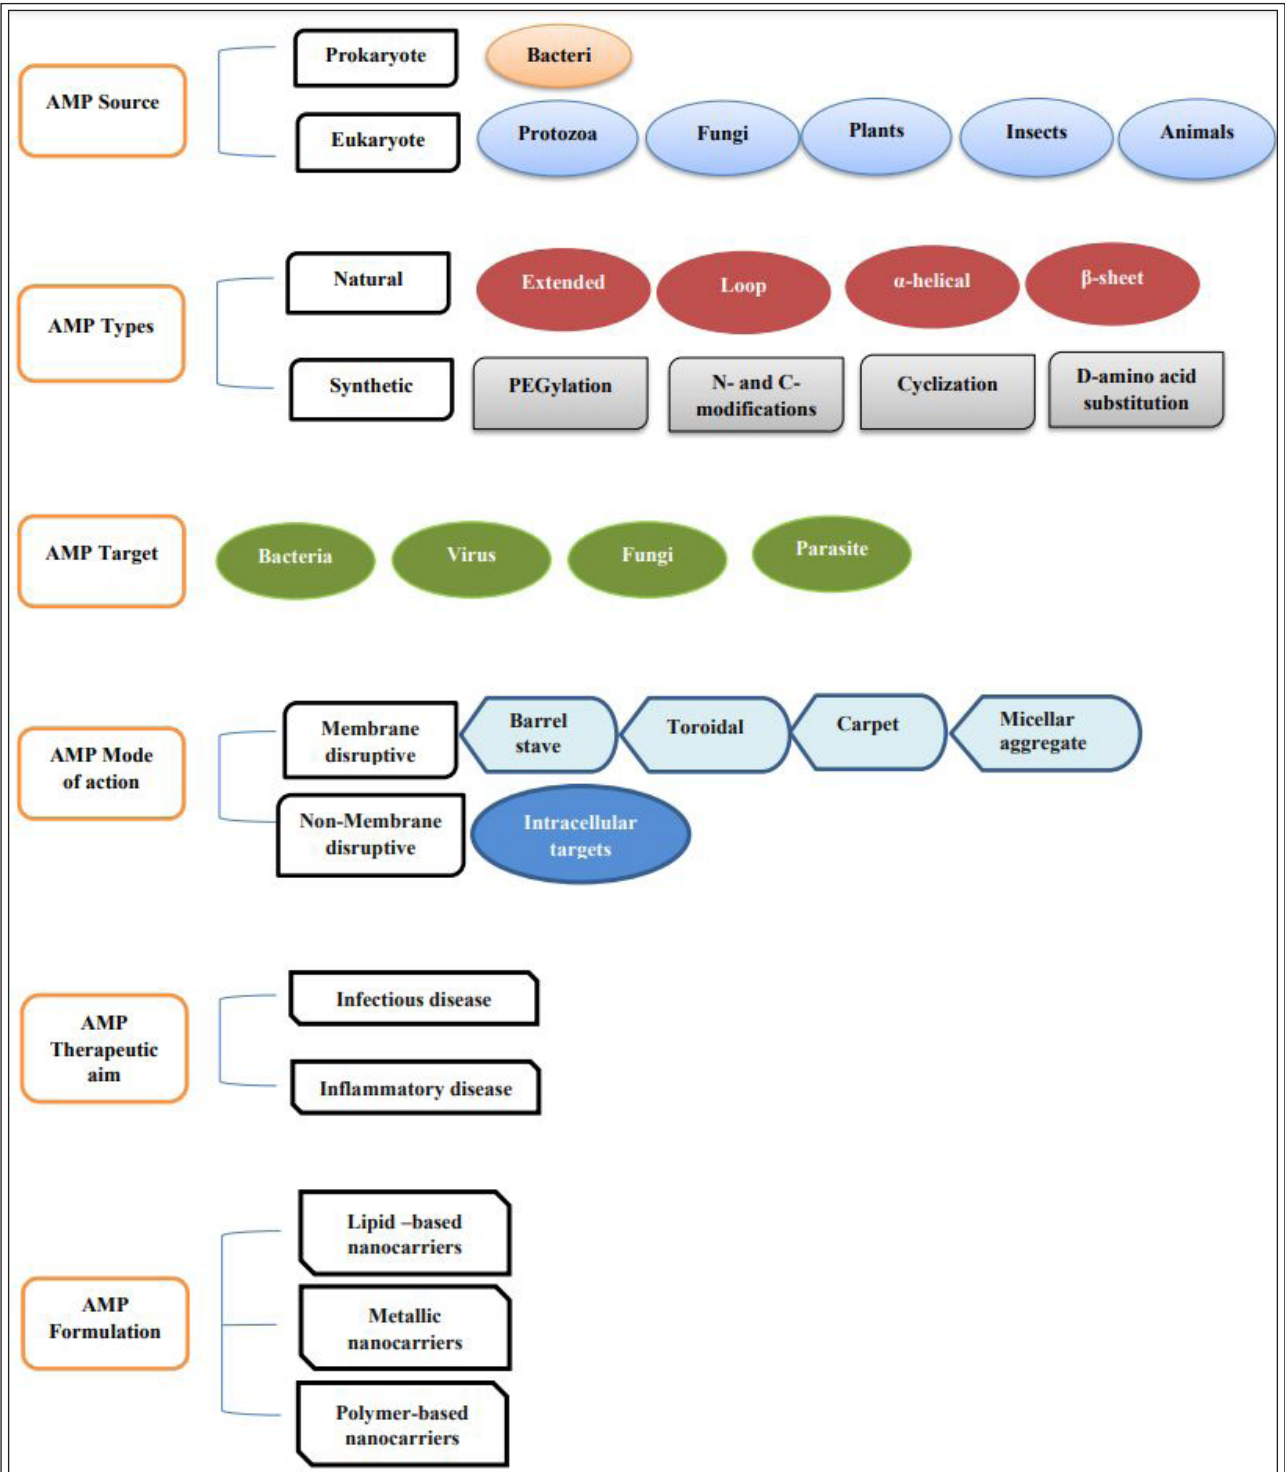 AMP Source
Prokaryote
Bacteri
Eukaryote
Protozoa
Fungi
Plants
Insects
Animals
AMP Types
Natural
Extended
Loop
α-helical
β-sheet
Synthetic
PEGylation
N- and C-
modifications
Cyclization
D-amino acid
substitution
AMP Target
Bacteria
Virus
Fungi
Parasite
AMP Mode
of action
Membrane
disruptive
Barrel
stave
Toroidal
Carpet
Micellar
aggregate
Non-Membrane
disruptive
Intracellular
targets
AMP
Therapeutic
aim
Infectious disease
Inflammatory disease
AMP
Formulation
Lipid –based
nanocarriers
Metallic
nanocarriers
Polymer-based
nanocarriers